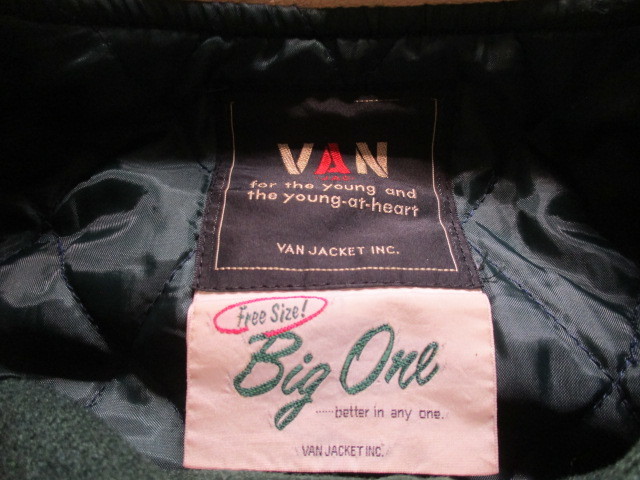 VAN
for the young and
the young-at-heart
VAN JACKET INC.
Free Size!
Big One
......better in any one.
VAN JACKET INC.